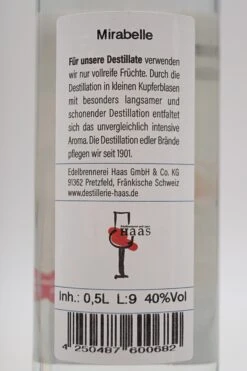 Mirabelle
Für unsere Destillate verwenden
wir nur vollreife Früchte. Durch die
Destillation in kleinen Kupferblasen
mit besonders langsamer und
schonender Destillation entfaltet
sich das unvergleichlich intensive
Aroma. Die Destillation edler Brände
pflegen wir seit 1901.
Edelbrennerei Haas GmbH & Co. KG
91362 Pretzfeld, Fränkische Schweiz
www.destillerie-haas.de
Haas
Inh.: 0,5L L:9 40%Vol
4 250487 600682